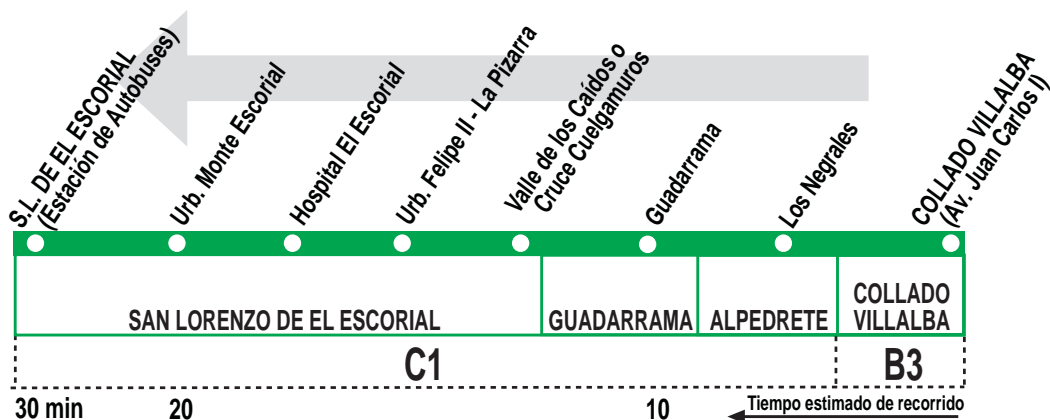 S.L. DE EL ESCORIAL
(Estación de Autobuses)
Urb. Monte Escorial
Hospital El Escorial
Urb. Felipe II - La Pizarra
Valle de los Caídos o
Cruce Cuelgamuros
Guadarrama
Los Negrales
COLLADO VILLALBA
(Av. Juan Carlos I)
SAN LORENZO DE EL ESCORIAL
GUADARRAMA
ALPEDRETE
COLLADO
VILLALBA
C1
B3
30 min
20
10
Tiempo estimado de recorrido